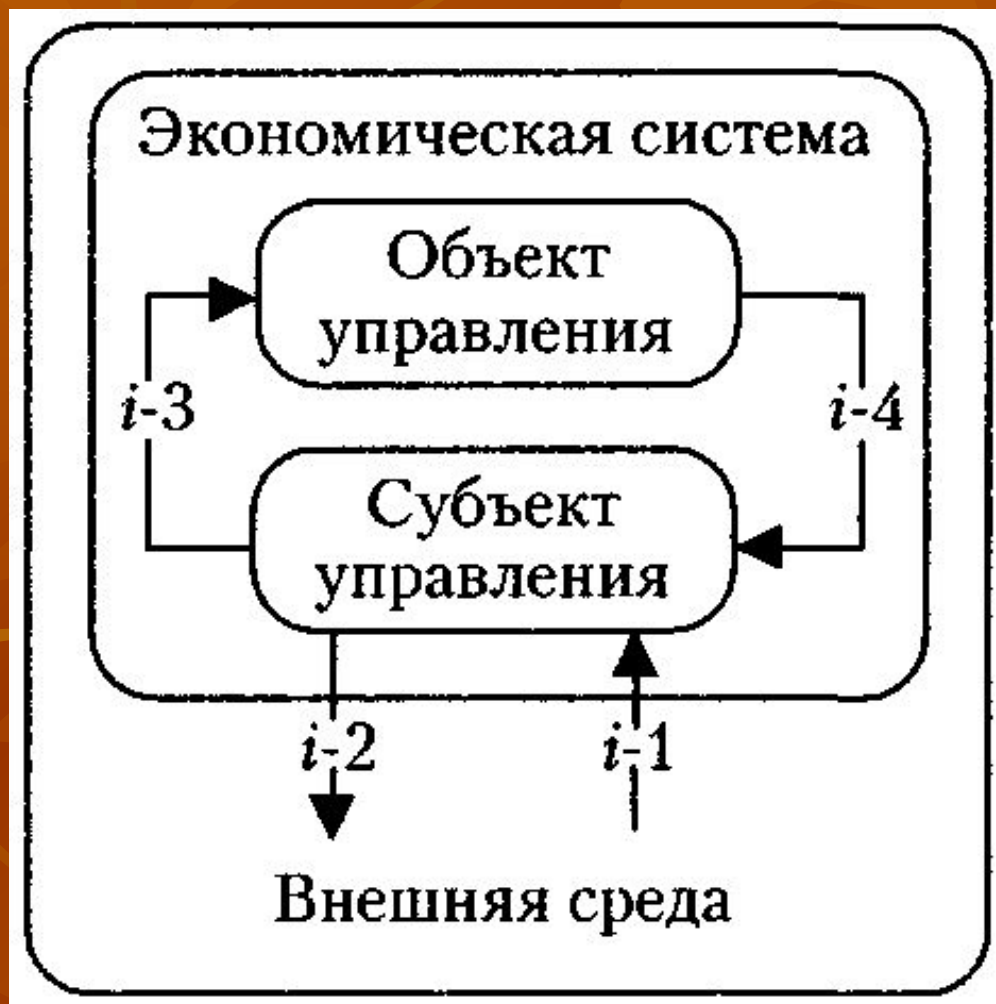 Экономическая система
Объект
управления
i-3
i-4
Субъект
управления
i-2
i-1
Внешняя среда